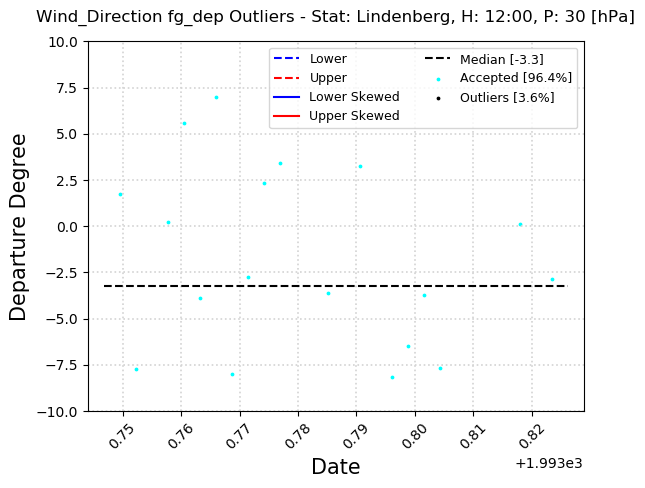 Wind_Direction fg_dep Outliers - Stat: Lindenberg, H: 12:00, P: 30 [hPa]
10.0
7.5
5.0
2.5
0.0
−2.5
−5.0
−7.5
−10.0
Departure Degree
Lower
Upper
Lower Skewed
Upper Skewed
Median [-3.3]
Accepted [96.4%]
Outliers [3.6%]
0.75
0.76
0.77
0.78
0.79
0.80
0.81
0.82
+1.993e3
Date